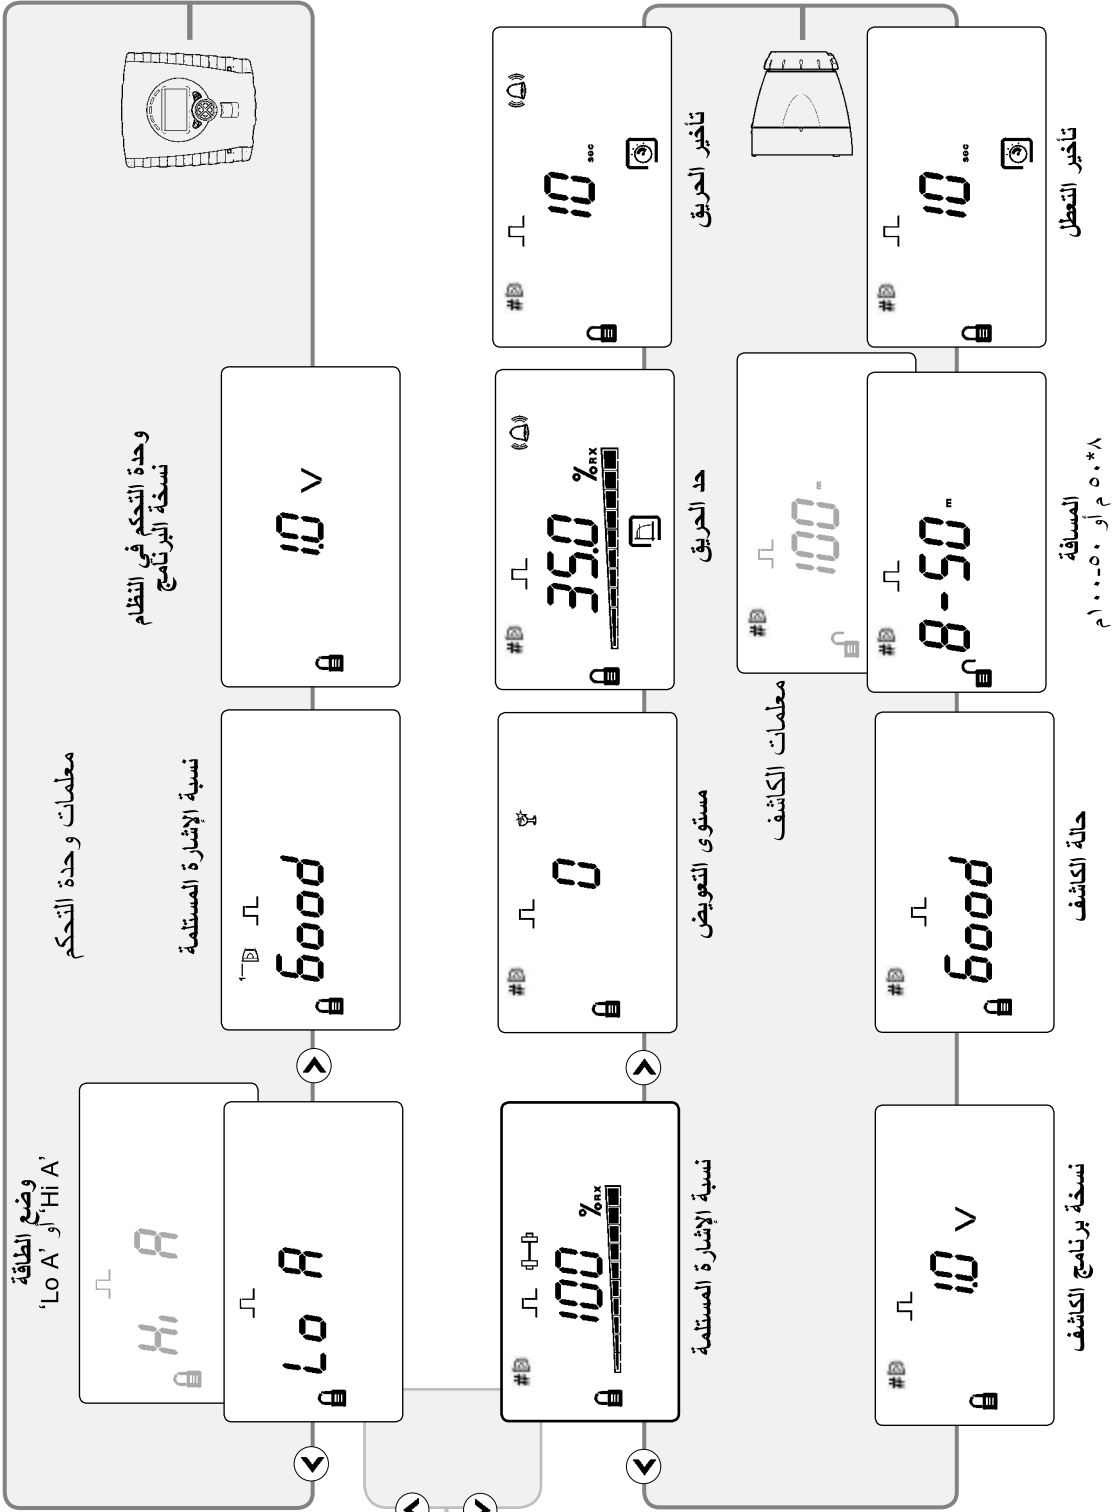 معلمات وحدة التحكم
وضع الطاقة
'Lo A' أو 'Hi A'
Hi A
Lo A
نسبة الإشارة المستلمة
1
Good
وحدة التحكم في النظام
نسخة البرنامج
1.0 V
معلمات الكاشف
#
100
%RX
نسبة الإشارة المستلمة
#
0
مستوى التعويض
#
35.0
%RX
حد الحريق
#
10 sec
تأخير الحريق
#
1.0 V
نسخة برنامج الكاشف
#
Good
حالة الكاشف
#
100 m
#
8-50 m
المسافة
٨*٥٠ م أو ٥٠-١٠٠م
#
10 sec
تأخير التعطل